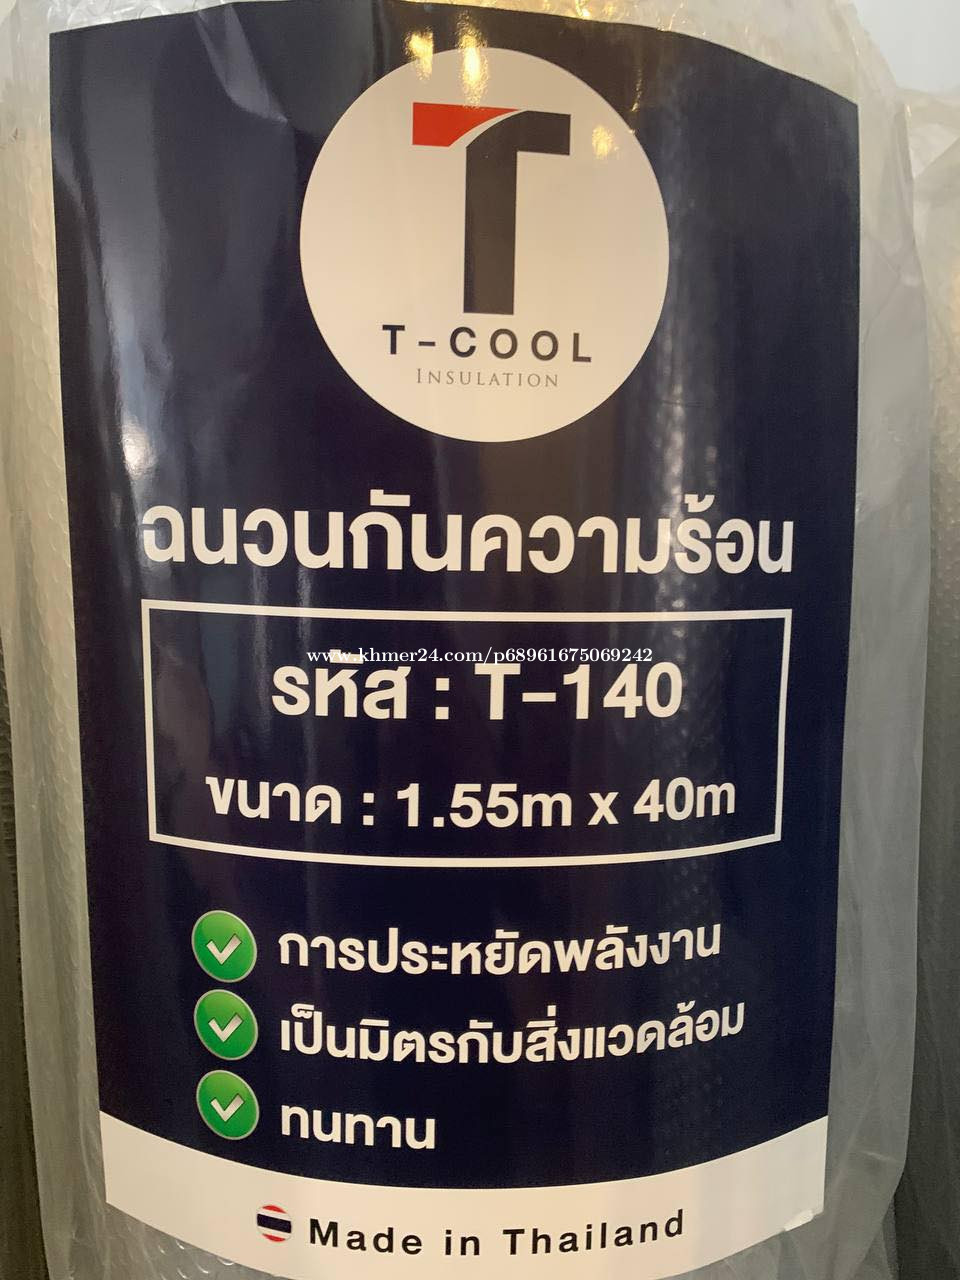 T-COOL
INSULATION
ฉนวนกันความร้อน
www.khmer24.com/p68961675069242
รหัส : T-140
ขนาด : 1.55m x 40m
การประหยัดพลังงาน
เป็นมิตรกับสิ่งแวดล้อม
ทนทาน
Made in Thailand